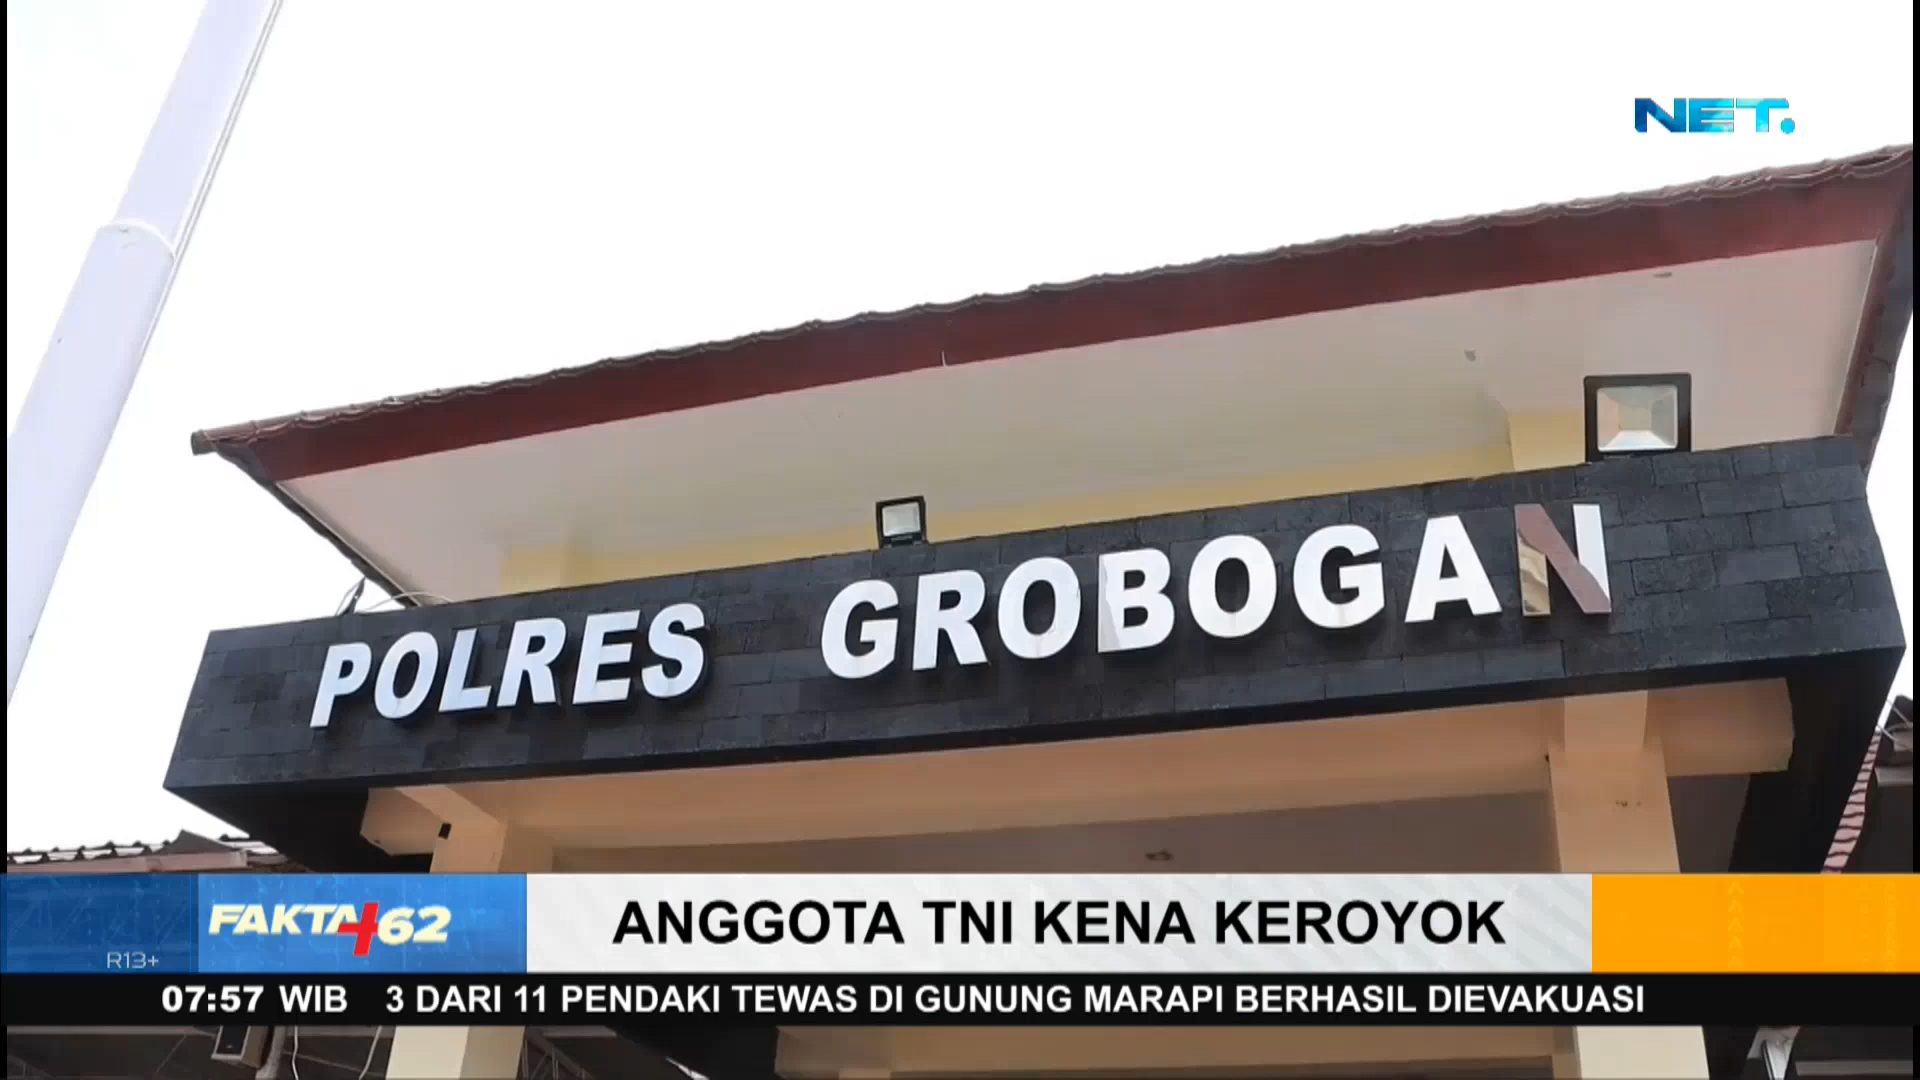 NET.
POLRES GROBOGAN
FAKTA+62
ANGGOTA TNI KENA KEROYOK
R13+
07:57 WIB 3 DARI 11 PENDAKI TEWAS DI GUNUNG MARAPI BERHASIL DIEVAKUASI